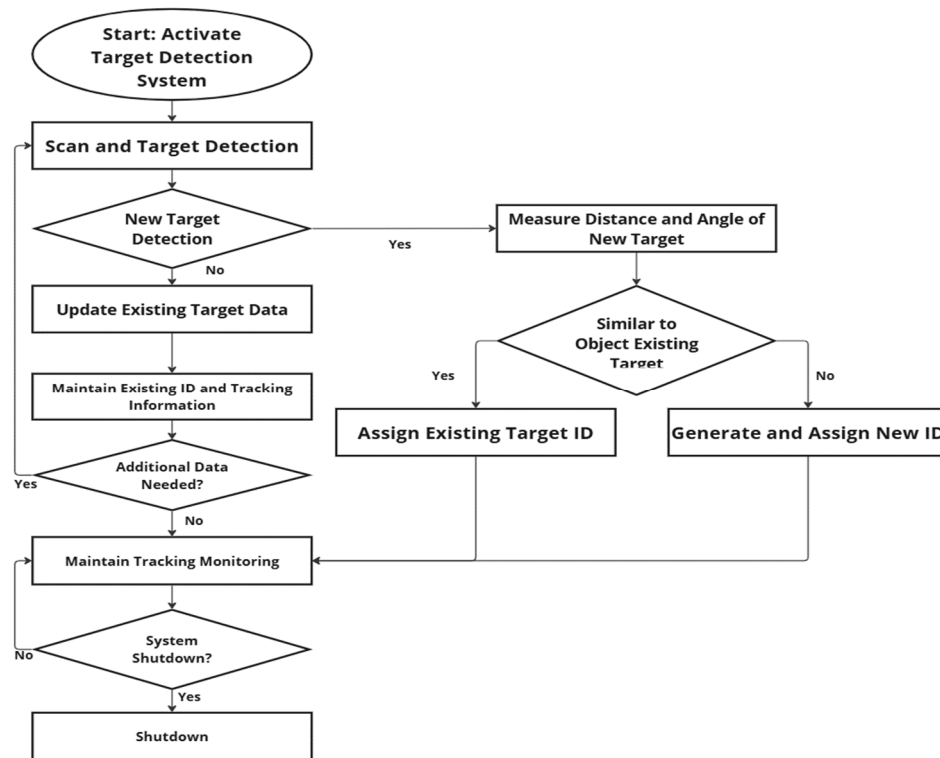 Start: Activate
Target Detection
System
Scan and Target Detection
New Target
Detection
Yes
Measure Distance and Angle of
New Target
No
Update Existing Target Data
Similar to
Object Existing
Target
Yes
No
Maintain Existing ID and Tracking
Information
Assign Existing Target ID
Generate and Assign New ID
Additional Data
Needed?
Yes
No
Maintain Tracking Monitoring
System
Shutdown?
No
Yes
Shutdown